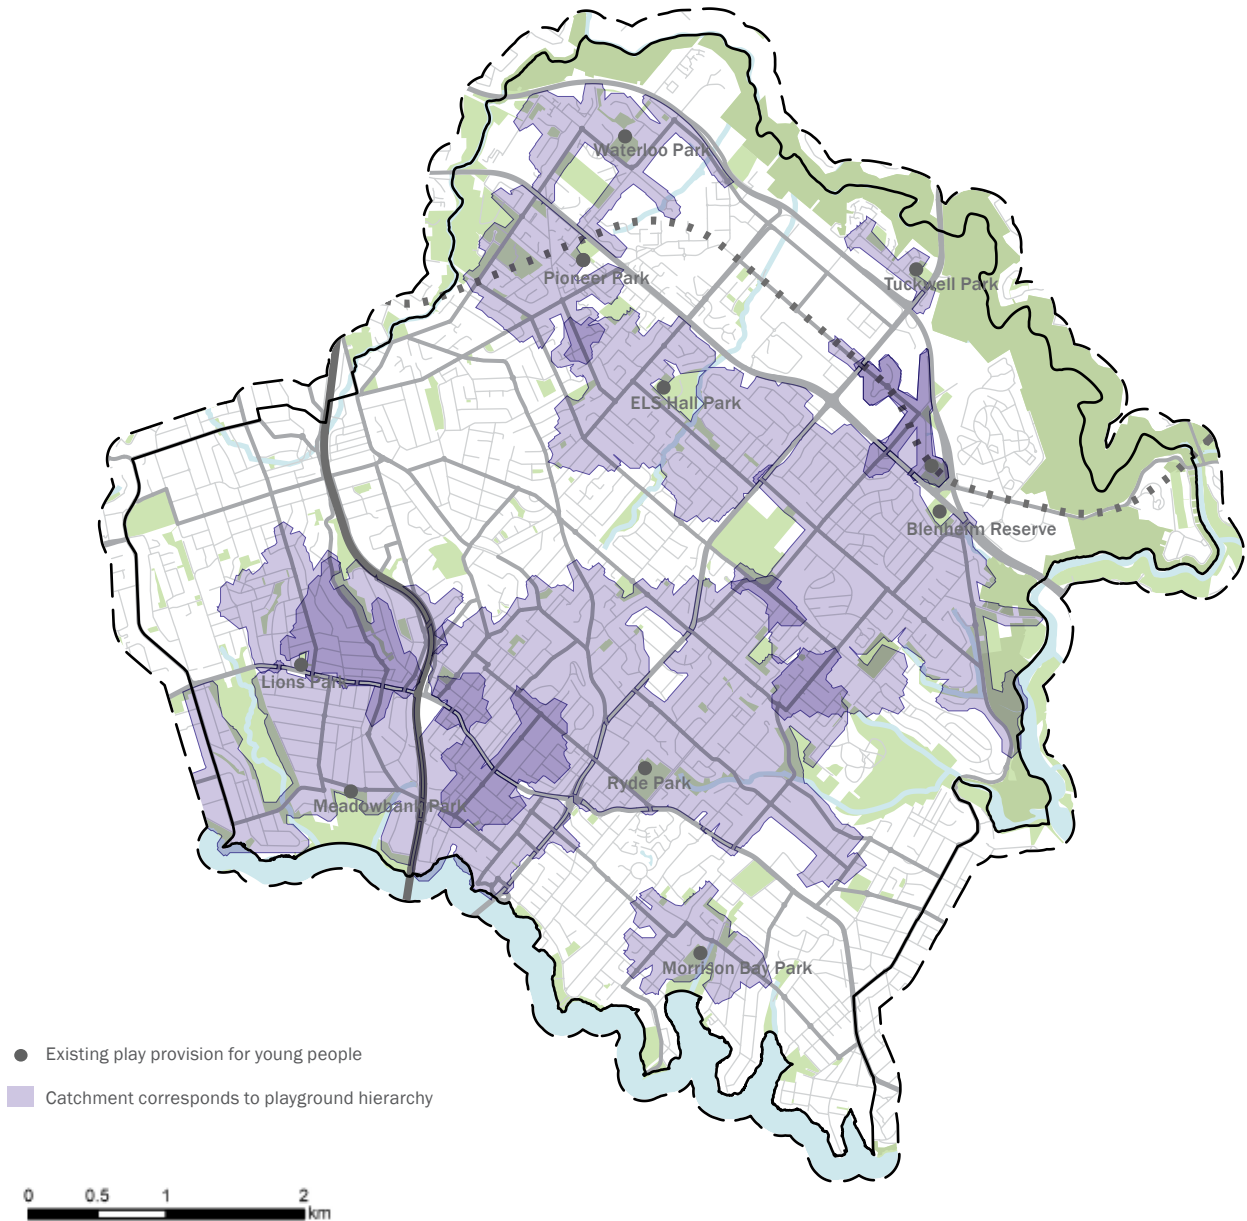 Waterloo Park
Pioneer Park
Tuckwell Park
ELS Hall Park
Blenheim Reserve
Lions Park
Ryde Park
Meadowbank Park
Morrison Bay Park
Existing play provision for young people
Catchment corresponds to playground hierarchy
0 0.5 1 2
km